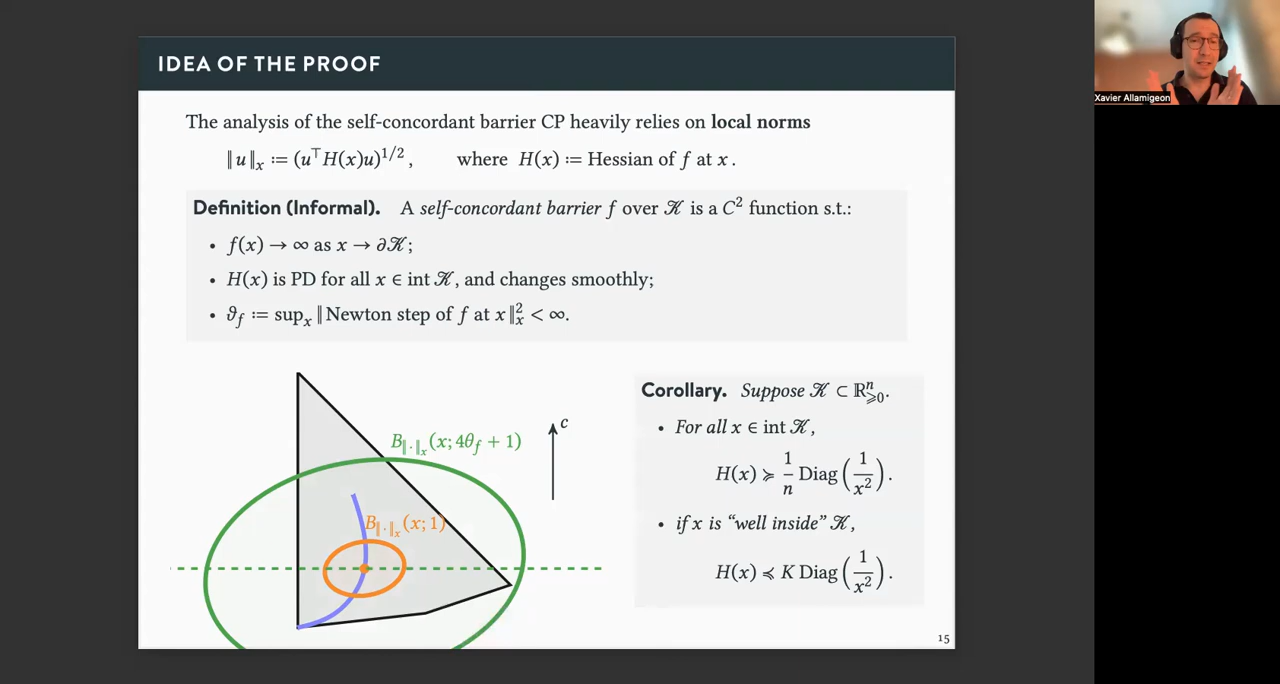 IDEA OF THE PROOF
The analysis of the self-concordant barrier CP heavily relies on local norms
‖u‖ₓ := (u⊤H(x)u)^{1/2}, where H(x) := Hessian of f at x.
Definition (Informal). A self-concordant barrier f over 𝒦 is a C² function s.t.:
• f(x) → ∞ as x → ∂𝒦;
• H(x) is PD for all x ∈ int 𝒦, and changes smoothly;
• ϑ_f := supₓ ‖Newton step of f at x‖ₓ² < ∞.
B_{‖·‖ₓ}(x; 4θ_f + 1)
c
B_{‖·‖ₓ}(x; 1)
Corollary. Suppose 𝒦 ⊂ ℝⁿ_{⩾0}.
• For all x ∈ int 𝒦,
H(x) ≽ 1/n Diag(1/x²).
• if x is “well inside” 𝒦,
H(x) ≼ K Diag(1/x²).
15
Xavier Allamigeon